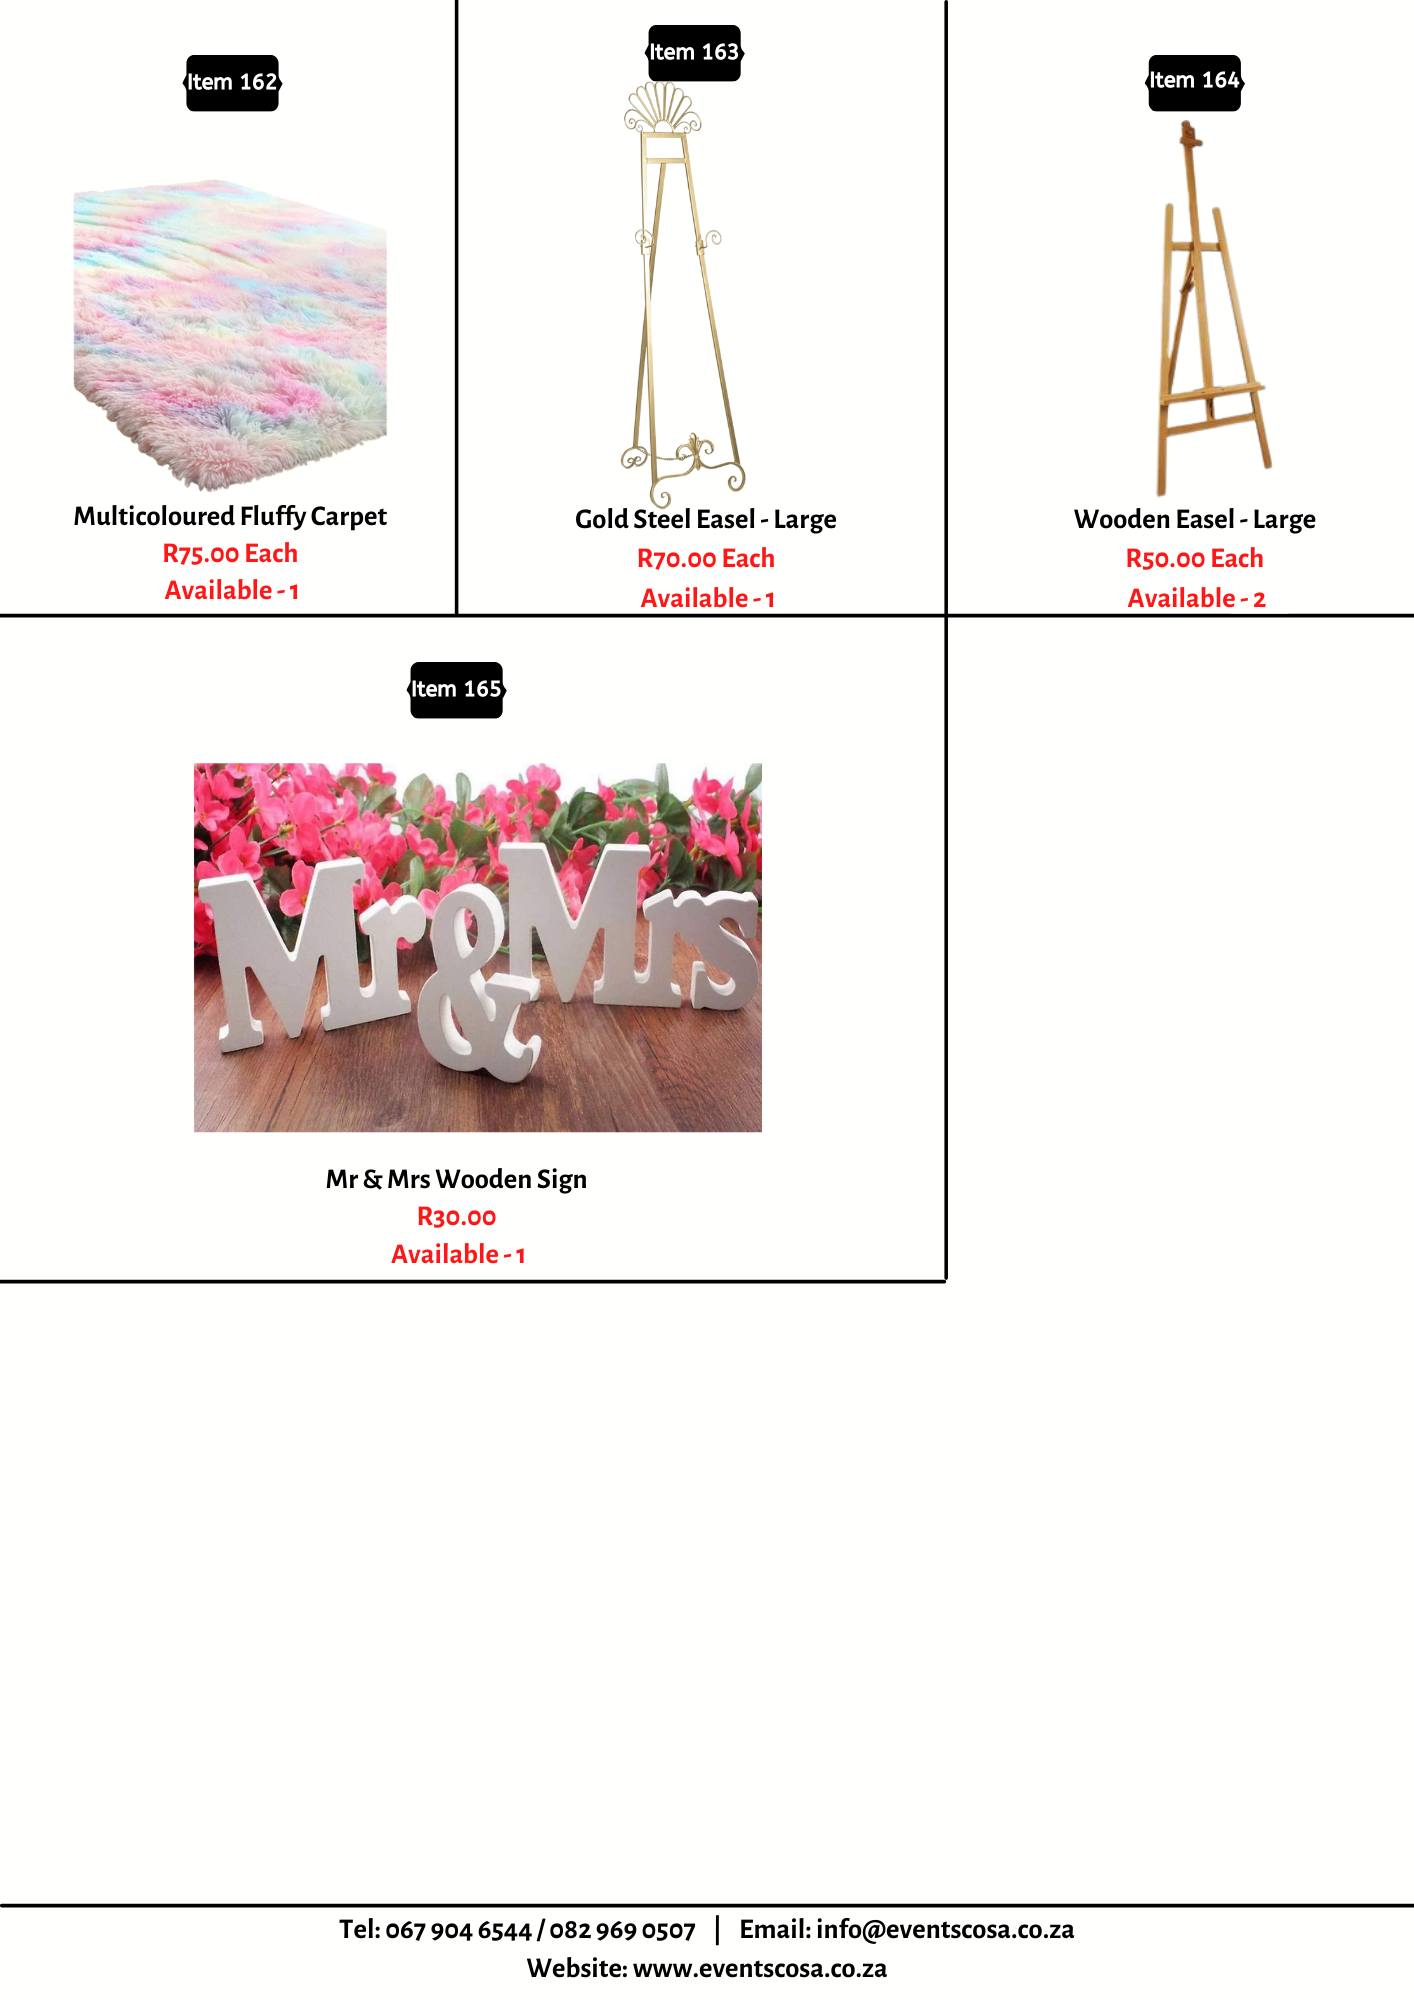 Item 162
Multicoloured Fluffy Carpet
R75.00 Each
Available - 1
Item 163
Gold Steel Easel - Large
R70.00 Each
Available - 1
Item 164
Wooden Easel - Large
R50.00 Each
Available - 2
Item 165
Mr & Mrs
Mr & Mrs Wooden Sign
R30.00
Available - 1
Tel: 067 904 6544 / 082 969 0507 | Email: info@eventscosa.co.za
Website: www.eventscosa.co.za